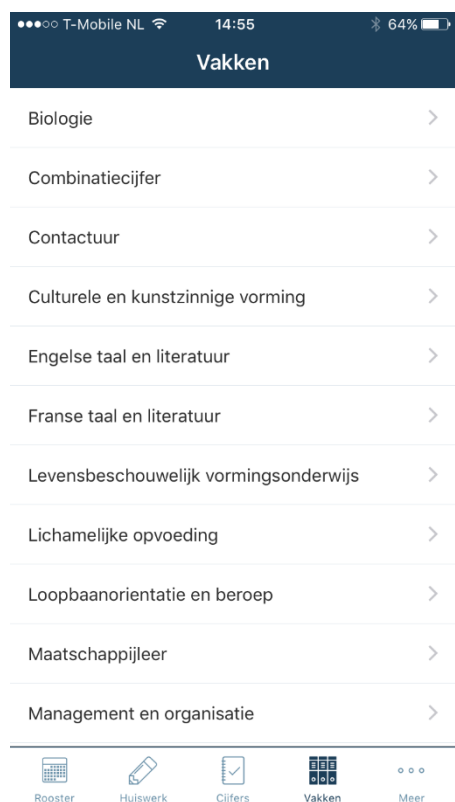 T-Mobile NL 14:55 64%
Vakken
Biologie
Combinatiecijfer
Contactuur
Culturele en kunstzinnige vorming
Engelse taal en literatuur
Franse taal en literatuur
Levensbeschouwelijk vormingsonderwijs
Lichamelijke opvoeding
Loopbaanorientatie en beroep
Maatschappijleer
Management en organisatie
Rooster Huiswerk Cijfers Vakken Meer